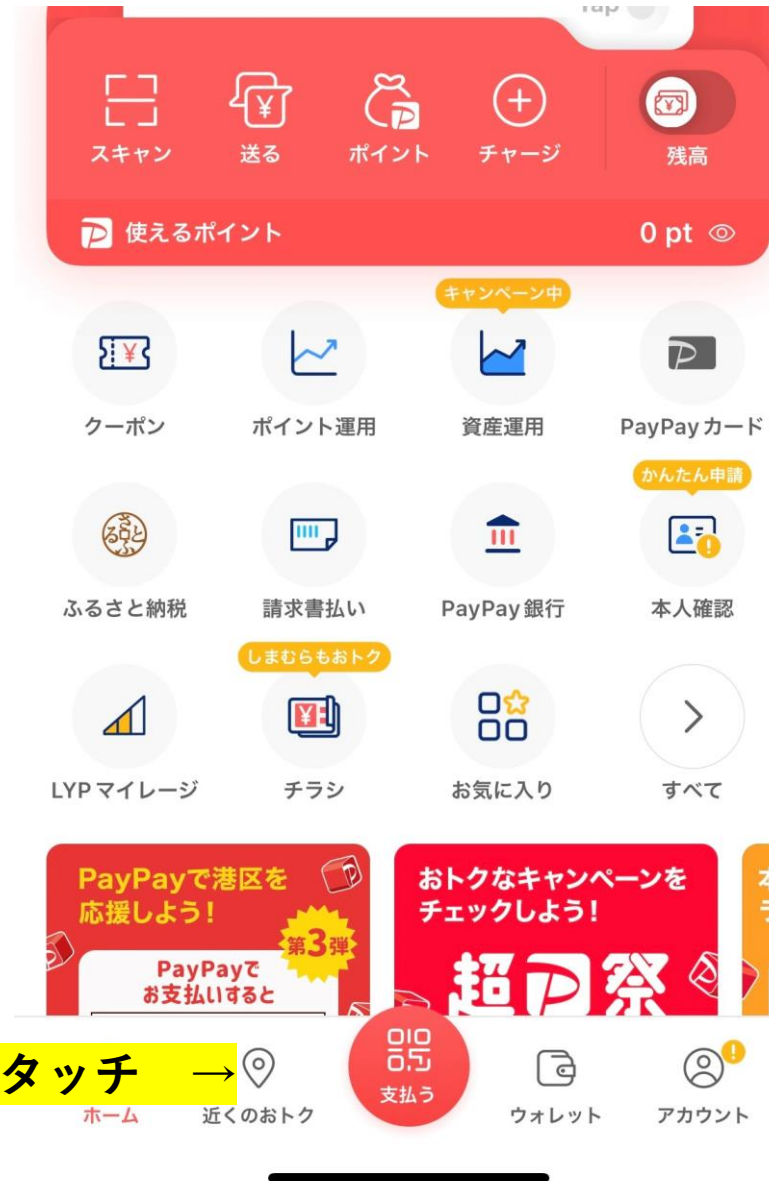 スキャン 送る ポイント チャージ 残高
使えるポイント 0 pt
キャンペーン中
クーポン ポイント運用 資産運用 PayPayカード
かんたん申請
ふるさと納税 請求書払い PayPay銀行 本人確認
しまむらもおトク
LYPマイレージ チラシ お気に入り すべて
PayPayで港区を
応援しよう!
第3弾
PayPayで
お支払いすると
おトクなキャンペーンを
チェックしよう!
超PayPay祭
タッチ →
支払う
ホーム 近くのおトク ウォレット アカウント